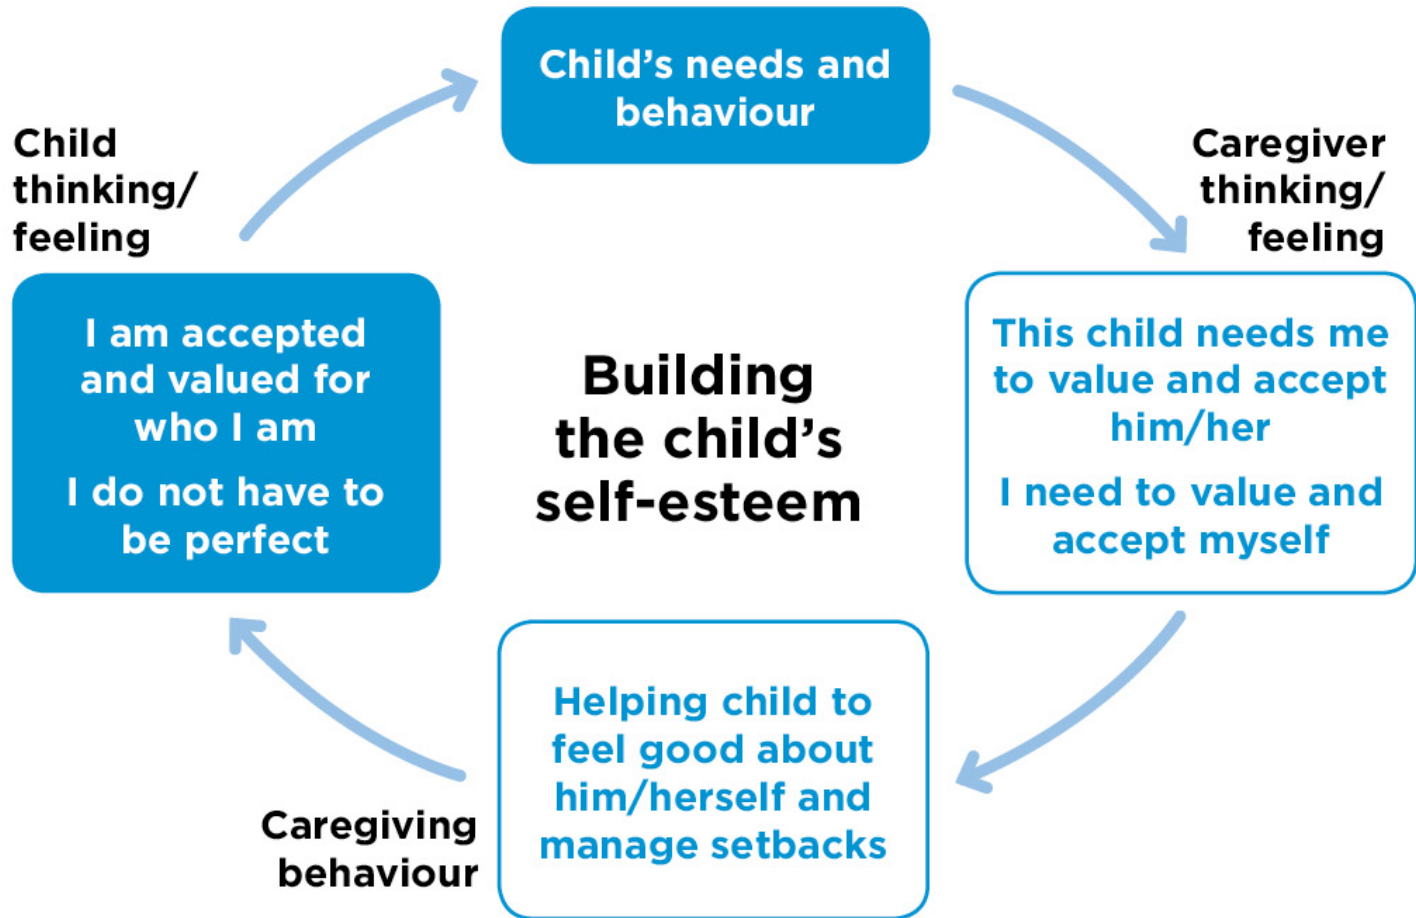 Child’s needs and
behaviour
Child
thinking/
feeling
Caregiver
thinking/
feeling
I am accepted
and valued for
who I am
I do not have to
be perfect
Building
the child’s
self-esteem
This child needs me
to value and accept
him/her
I need to value and
accept myself
Helping child to
feel good about
him/herself and
manage setbacks
Caregiving
behaviour